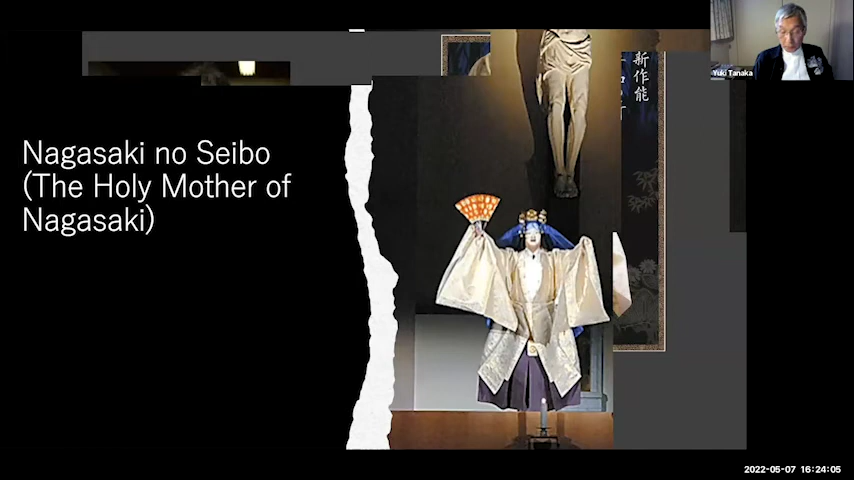 Nagasaki no Seibo
(The Holy Mother of
Nagasaki)
新作能
Yuki Tanaka
2022-05-07 16:24:05